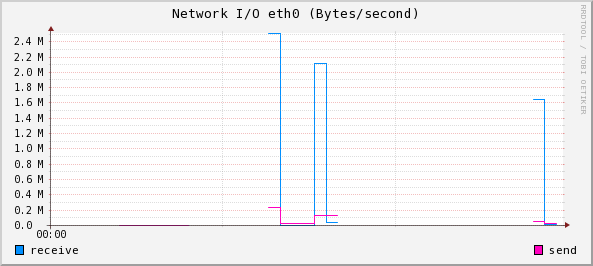 Network I/O eth0 (Bytes/second)
RRDTOOL / TOBI OETIKER
2.4 M
2.2 M
2.0 M
1.8 M
1.6 M
1.4 M
1.2 M
1.0 M
0.8 M
0.6 M
0.4 M
0.2 M
0.0
00:00
receive
send